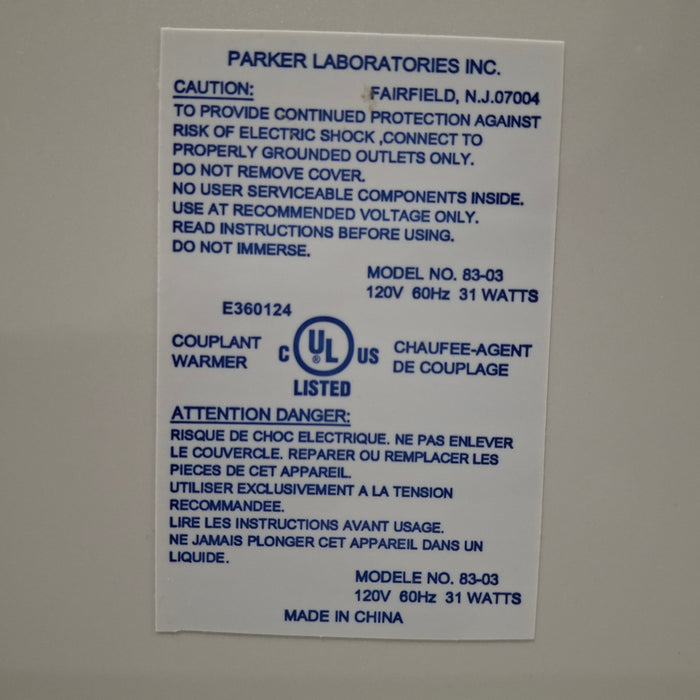 PARKER LABORATORIES INC.
CAUTION: FAIRFIELD, N.J.07004
TO PROVIDE CONTINUED PROTECTION AGAINST
RISK OF ELECTRIC SHOCK ,CONNECT TO
PROPERLY GROUNDED OUTLETS ONLY.
DO NOT REMOVE COVER.
NO USER SERVICEABLE COMPONENTS INSIDE.
USE AT RECOMMENDED VOLTAGE ONLY.
READ INSTRUCTIONS BEFORE USING.
DO NOT IMMERSE.
MODEL NO. 83-03
120V 60Hz 31 WATTS
E360124
COUPLANT
WARMER
C UL ® US
LISTED
CHAUFEE-AGENT
DE COUPLAGE
ATTENTION DANGER:
RISQUE DE CHOC ELECTRIQUE. NE PAS ENLEVER
LE COUVERCLE. REPARER OU REMPLACER LES
PIECES DE CET APPAREIL.
UTILISER EXCLUSIVEMENT A LA TENSION
RECOMMANDEE.
LIRE LES INSTRUCTIONS AVANT USAGE.
NE JAMAIS PLONGER CET APPAREIL DANS UN
LIQUIDE.
MODELE NO. 83-03
120V 60Hz 31 WATTS
MADE IN CHINA